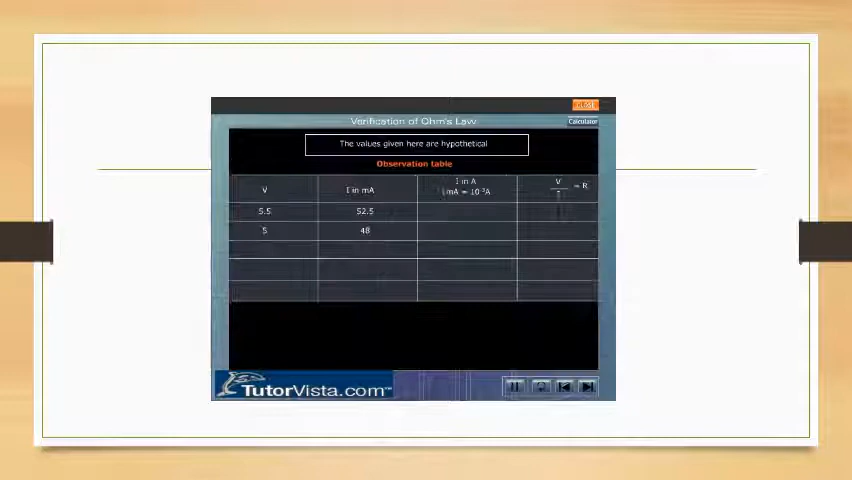 Verification of Ohm's Law
Calculator
The values given here are hypothetical
Observation table
V
I in mA
I in A
1mA = 10⁻³A
V
= R
5.5
52.5
5
48
TutorVista.com™